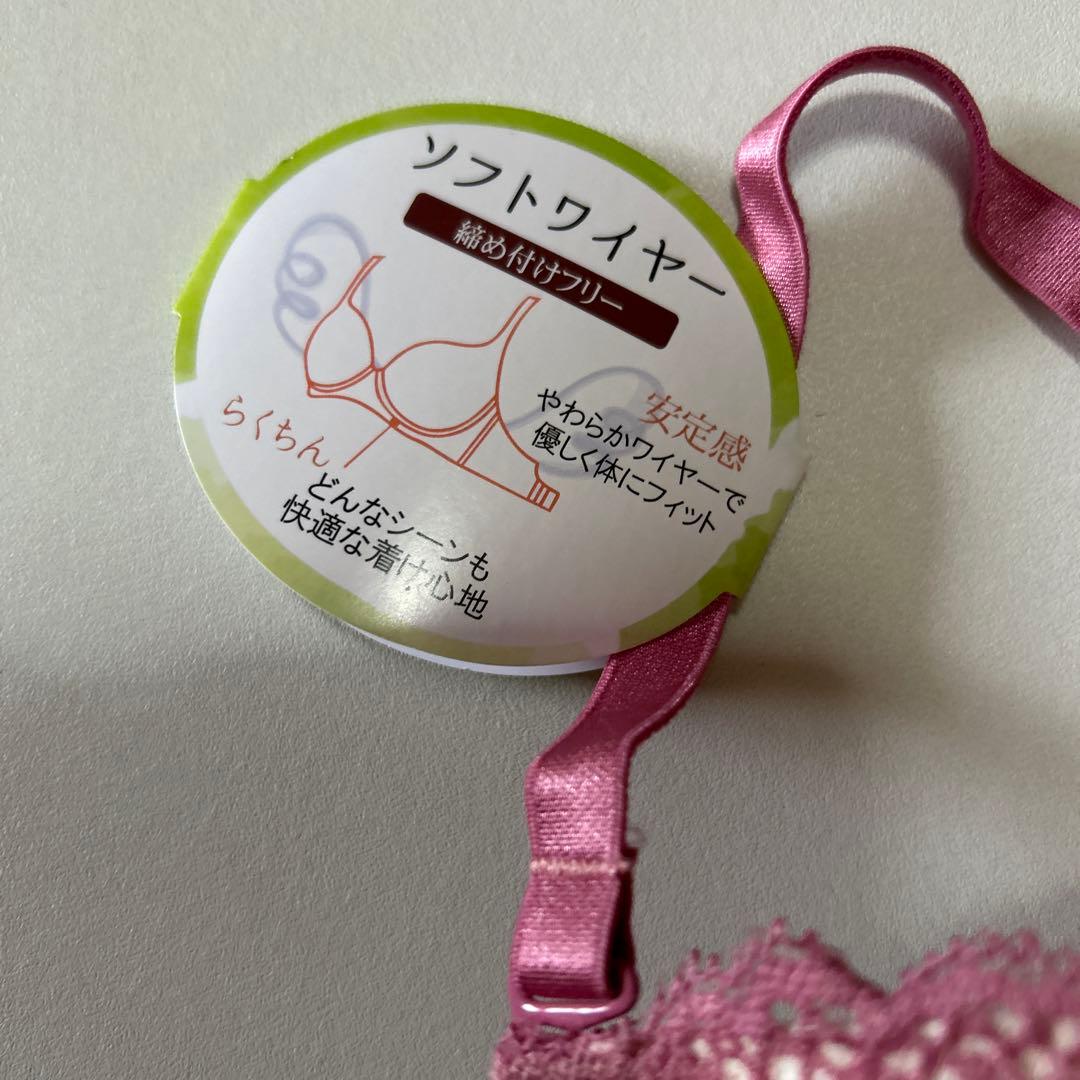 ソフトワイヤー
締め付けフリー
安定感
やわらかワイヤーで
優しく体にフィット
らくちん
どんなシーンも
快適な着け心地